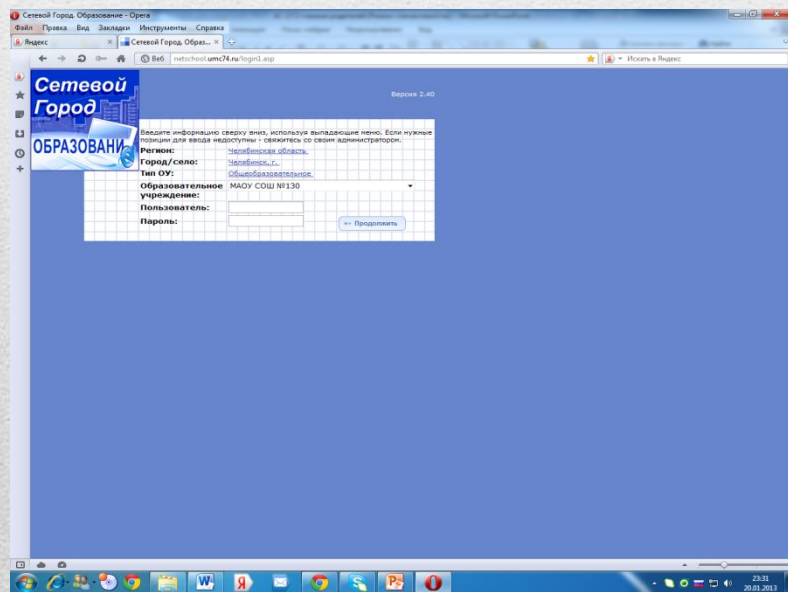 Сетевой Город. Образование - Opera
Файл Правка Вид Закладки Инструменты Справка
Яндекс
Сетевой Город. Образ...
Веб netschool.umc74.ru/login1.asp
Искать в Яндекс
Сетевой
Город
ОБРАЗОВАНИ
Версия 2.40
Введите информацию сверху вниз, используя выпадающие меню. Если нужные
позиции для ввода недоступны - свяжитесь со своим администратором.
Регион: Челябинская область
Город/село: Челябинск, г.
Тип ОУ: Общеобразовательное
Образовательное учреждение: МАОУ СОШ №130
Пользователь:
Пароль:
Продолжить
23:31
20.01.2013